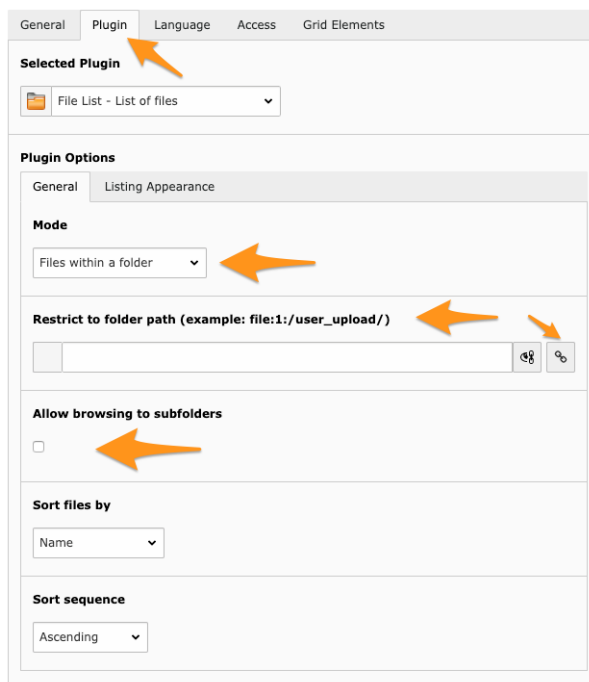 General Plugin Language Access Grid Elements
Selected Plugin
File List - List of files
Plugin Options
General Listing Appearance
Mode
Files within a folder
Restrict to folder path (example: file:1:/user_upload/)
Allow browsing to subfolders
Sort files by
Name
Sort sequence
Ascending